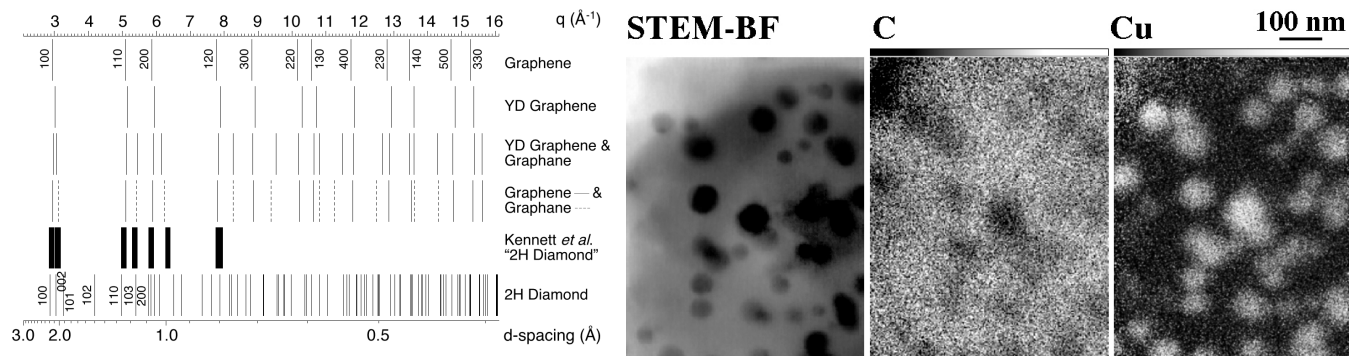 3 4 5 6 7 8 9 10 11 12 13 14 15 16 q (Å⁻¹)
100 110 200 120 300 220 130 400 230 140 500 330 Graphene
YD Graphene
YD Graphene &
Graphane
Graphene — &
Graphane ----
Kennett et al.
“2H Diamond”
100 002 101 102 110 103 200 2H Diamond
3.0 2.0 1.0 0.5 d-spacing (Å)
STEM-BF
C
Cu
100 nm